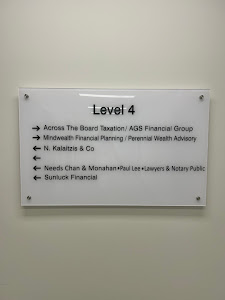 Level 4
→ Across The Board Taxation/ AGS Financial Group
→ Mindwealth Financial Planning / Perennial Wealth Advisory
← N. Kalaitzis & Co
←
← Needs Chan & Monahan•Paul Lee•Lawyers & Notary Public
← Sunluck Financial